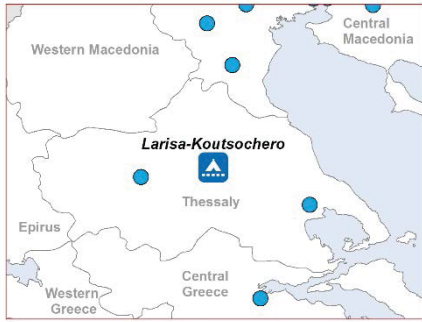 Central
Macedonia
Western Macedonia
Larisa-Koutsochero
Thessaly
Epirus
Central
Greece
Western
Greece